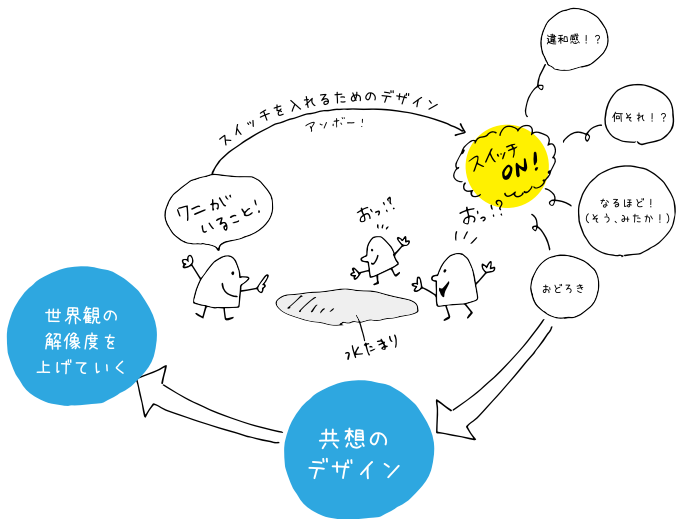 違和感！？
何それ！？
なるほど！
（そう、みたか！）
おどろき
スイッチを入れるためのデザイン
アンボー！
スイッチ
ON!
ワニが
いること！
おっ!?
おっ!?
水たまり
世界観の
解像度を
上げていく
共想の
デザイン